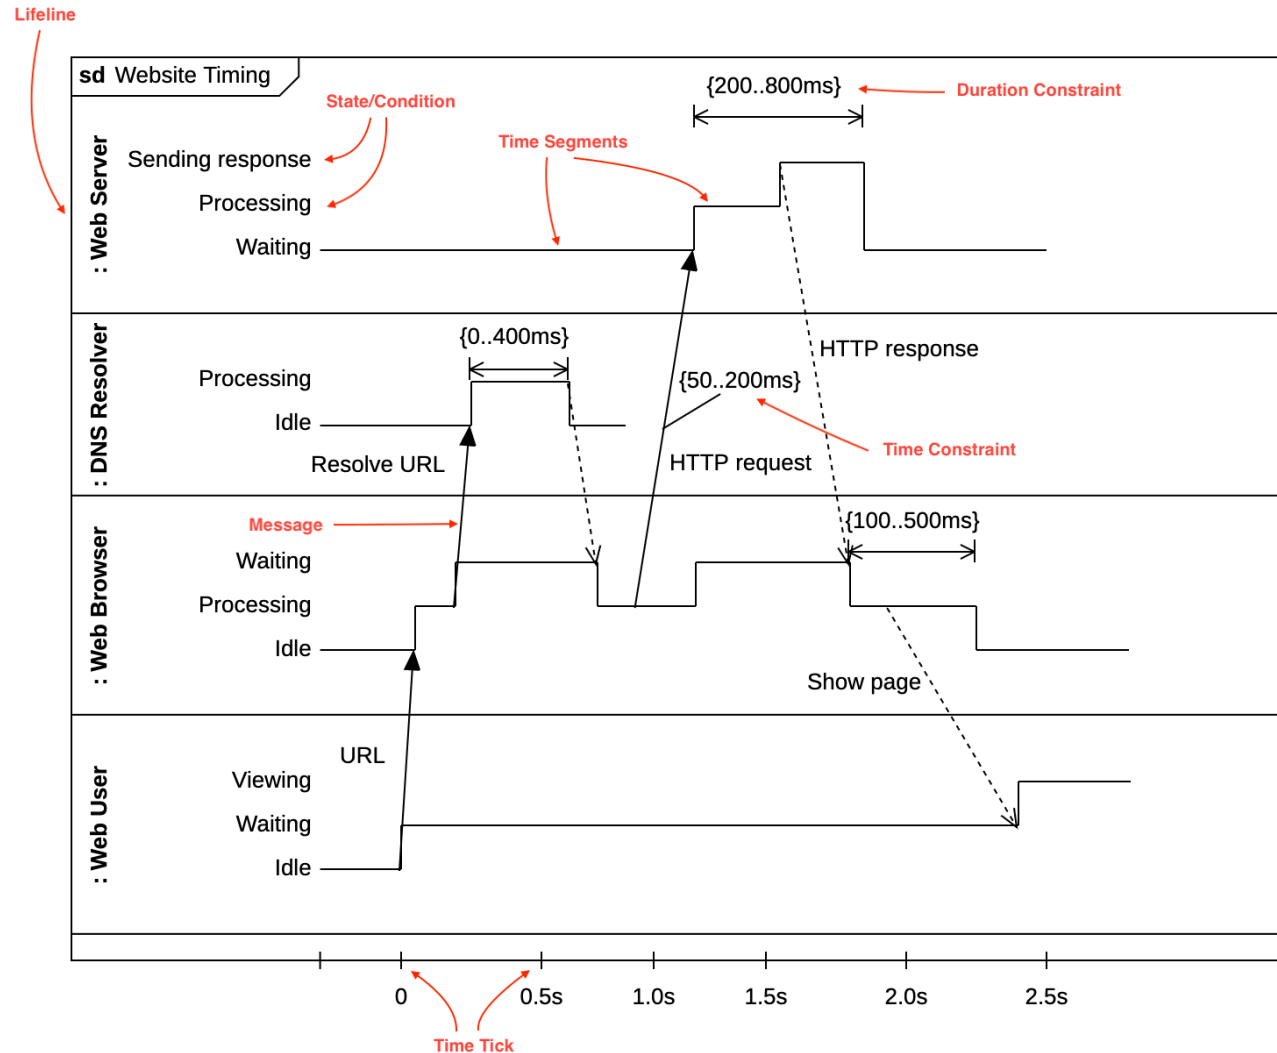 Lifeline
sd Website Timing
{200..800ms}
Duration Constraint
State/Condition
Time Segments
: Web Server
Sending response
Processing
Waiting
: DNS Resolver
{0..400ms}
HTTP response
Processing
{50..200ms}
Idle
Time Constraint
Resolve URL
HTTP request
: Web Browser
Message
{100..500ms}
Waiting
Processing
Idle
Show page
: Web User
URL
Viewing
Waiting
Idle
0 0.5s 1.0s 1.5s 2.0s 2.5s
Time Tick